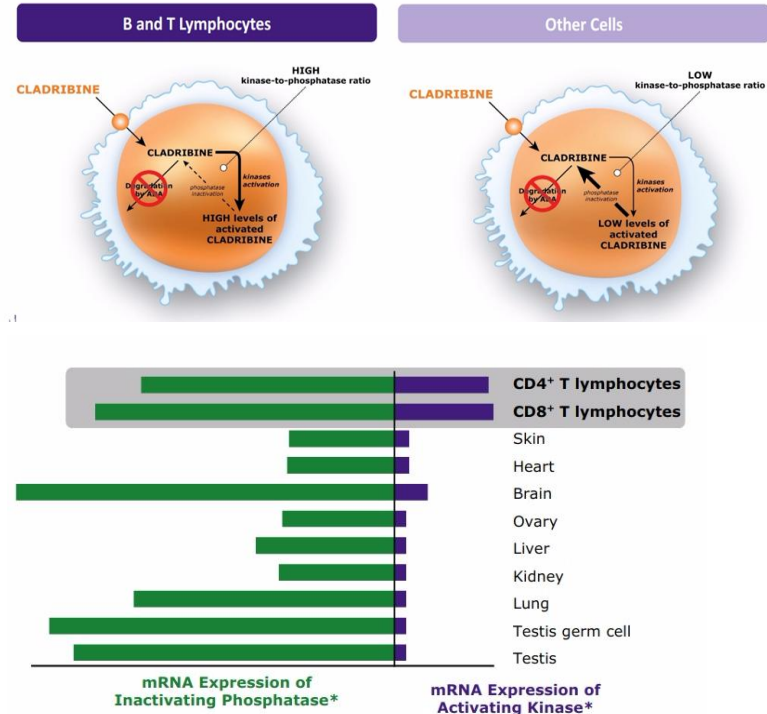 B and T Lymphocytes
CLADRIBINE
HIGH
kinase-to-phosphatase ratio
CLADRIBINE
Degradation
by ADA
phosphatase
inactivation
kinases
activation
HIGH levels of
activated
CLADRIBINE
Other Cells
CLADRIBINE
LOW
kinase-to-phosphatase ratio
CLADRIBINE
Degradation
by ADA
phosphatase
inactivation
kinases
activation
LOW levels of
activated
CLADRIBINE
CD4⁺ T lymphocytes
CD8⁺ T lymphocytes
Skin
Heart
Brain
Ovary
Liver
Kidney
Lung
Testis germ cell
Testis
mRNA Expression of
Inactivating Phosphatase*
mRNA Expression of
Activating Kinase*